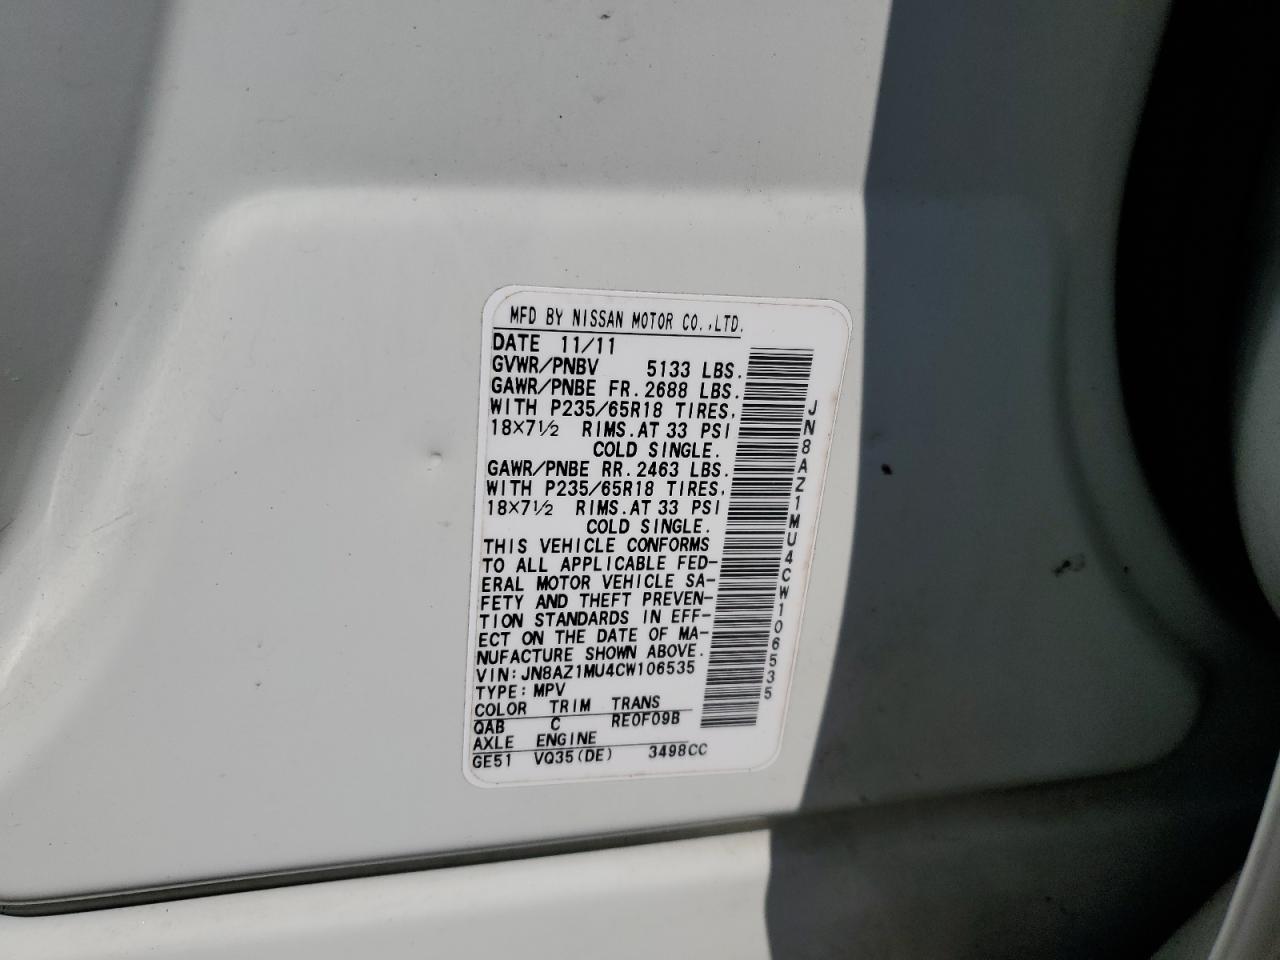 MFD BY NISSAN MOTOR CO.,LTD.
DATE 11/11
GVWR/PNBV 5133 LBS.
GAWR/PNBE FR.2688 LBS.
WITH P235/65R18 TIRES,
18×7½ RIMS.AT 33 PSI
COLD SINGLE.
GAWR/PNBE RR.2463 LBS.
WITH P235/65R18 TIRES,
18×7½ RIMS.AT 33 PSI
COLD SINGLE.
THIS VEHICLE CONFORMS
TO ALL APPLICABLE FED-
ERAL MOTOR VEHICLE SA-
FETY AND THEFT PREVEN-
TION STANDARDS IN EFF-
ECT ON THE DATE OF MA-
NUFACTURE SHOWN ABOVE.
VIN:JN8AZ1MU4CW106535
TYPE:MPV
COLOR TRIM TRANS
QAB C RE0F09B
AXLE ENGINE
GE51 VQ35(DE) 3498CC
JN8AZ1MU4CW106535